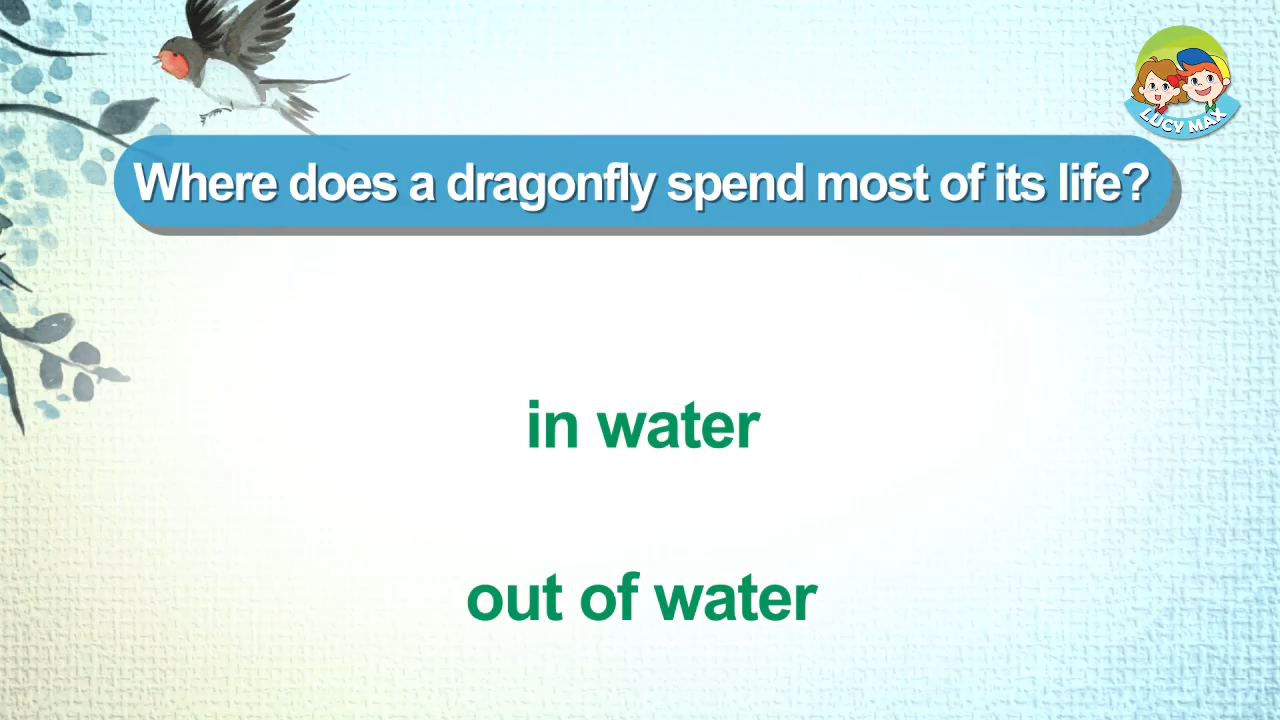 LUCY MAX
Where does a dragonfly spend most of its life?
in water
out of water